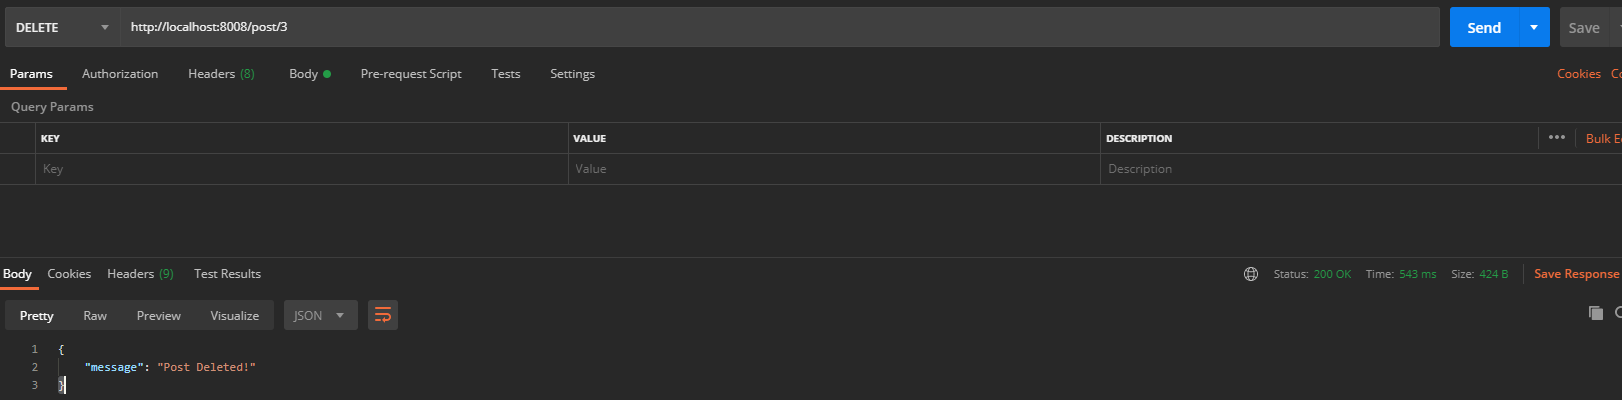 DELETE http://localhost:8008/post/3 Send Save
Params Authorization Headers (8) Body Pre-request Script Tests Settings Cookies
Query Params
KEY VALUE DESCRIPTION ••• Bulk
Key Value Description
Body Cookies Headers (9) Test Results Status: 200 OK Time: 543 ms Size: 424 B Save Response
Pretty Raw Preview Visualize JSON
1 {
2 "message": "Post Deleted!"
3 }